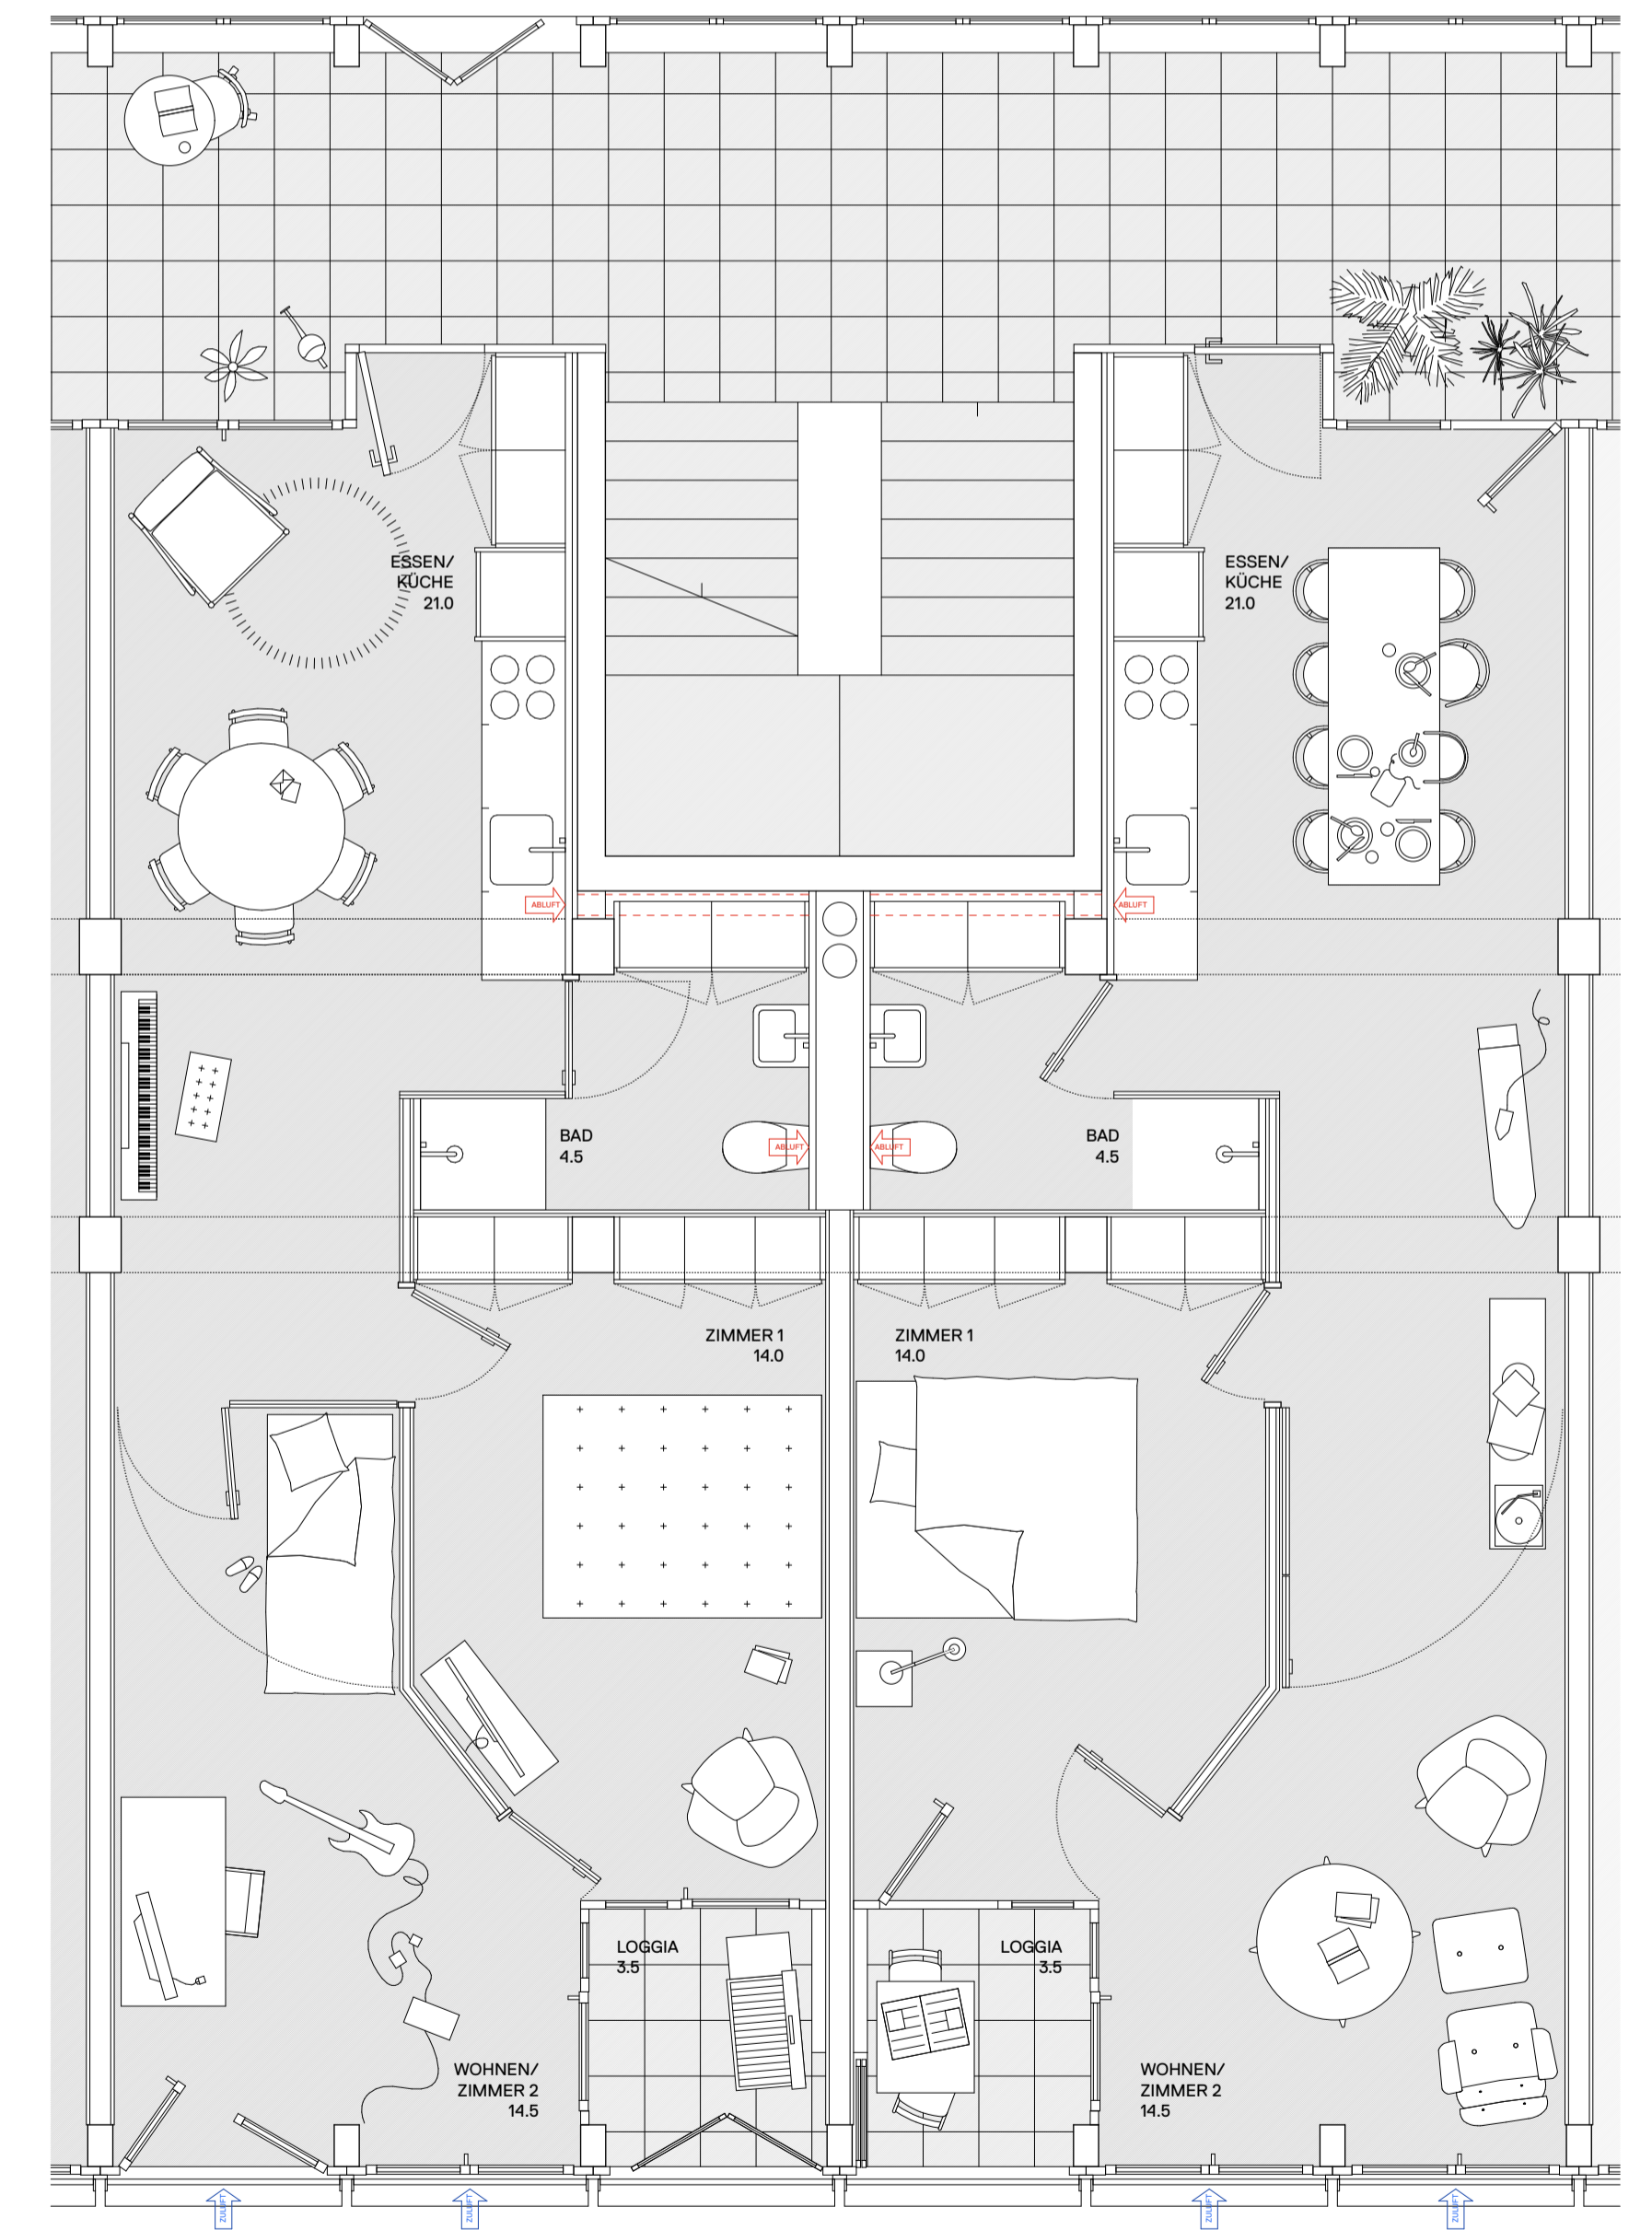 ESSEN/
KÜCHE
21.0
ESSEN/
KÜCHE
21.0
ABLUFT
ABLUFT
BAD
4.5
ABLUFT
ABLUFT
BAD
4.5
ZIMMER 1
14.0
ZIMMER 1
14.0
LOGGIA
3.5
LOGGIA
3.5
WOHNEN/
ZIMMER 2
14.5
WOHNEN/
ZIMMER 2
14.5
ZULUFT
ZULUFT
ZULUFT
ZULUFT